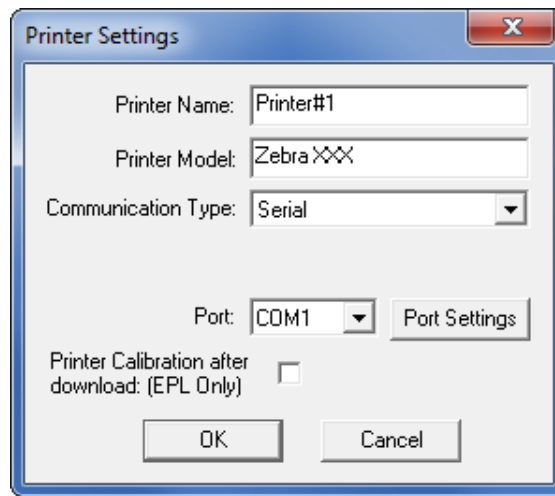 Printer Settings
Printer Name: Printer#1
Printer Model: Zebra XXX
Communication Type: Serial
Port: COM1 Port Settings
Printer Calibration after
download: (EPL Only)
OK Cancel